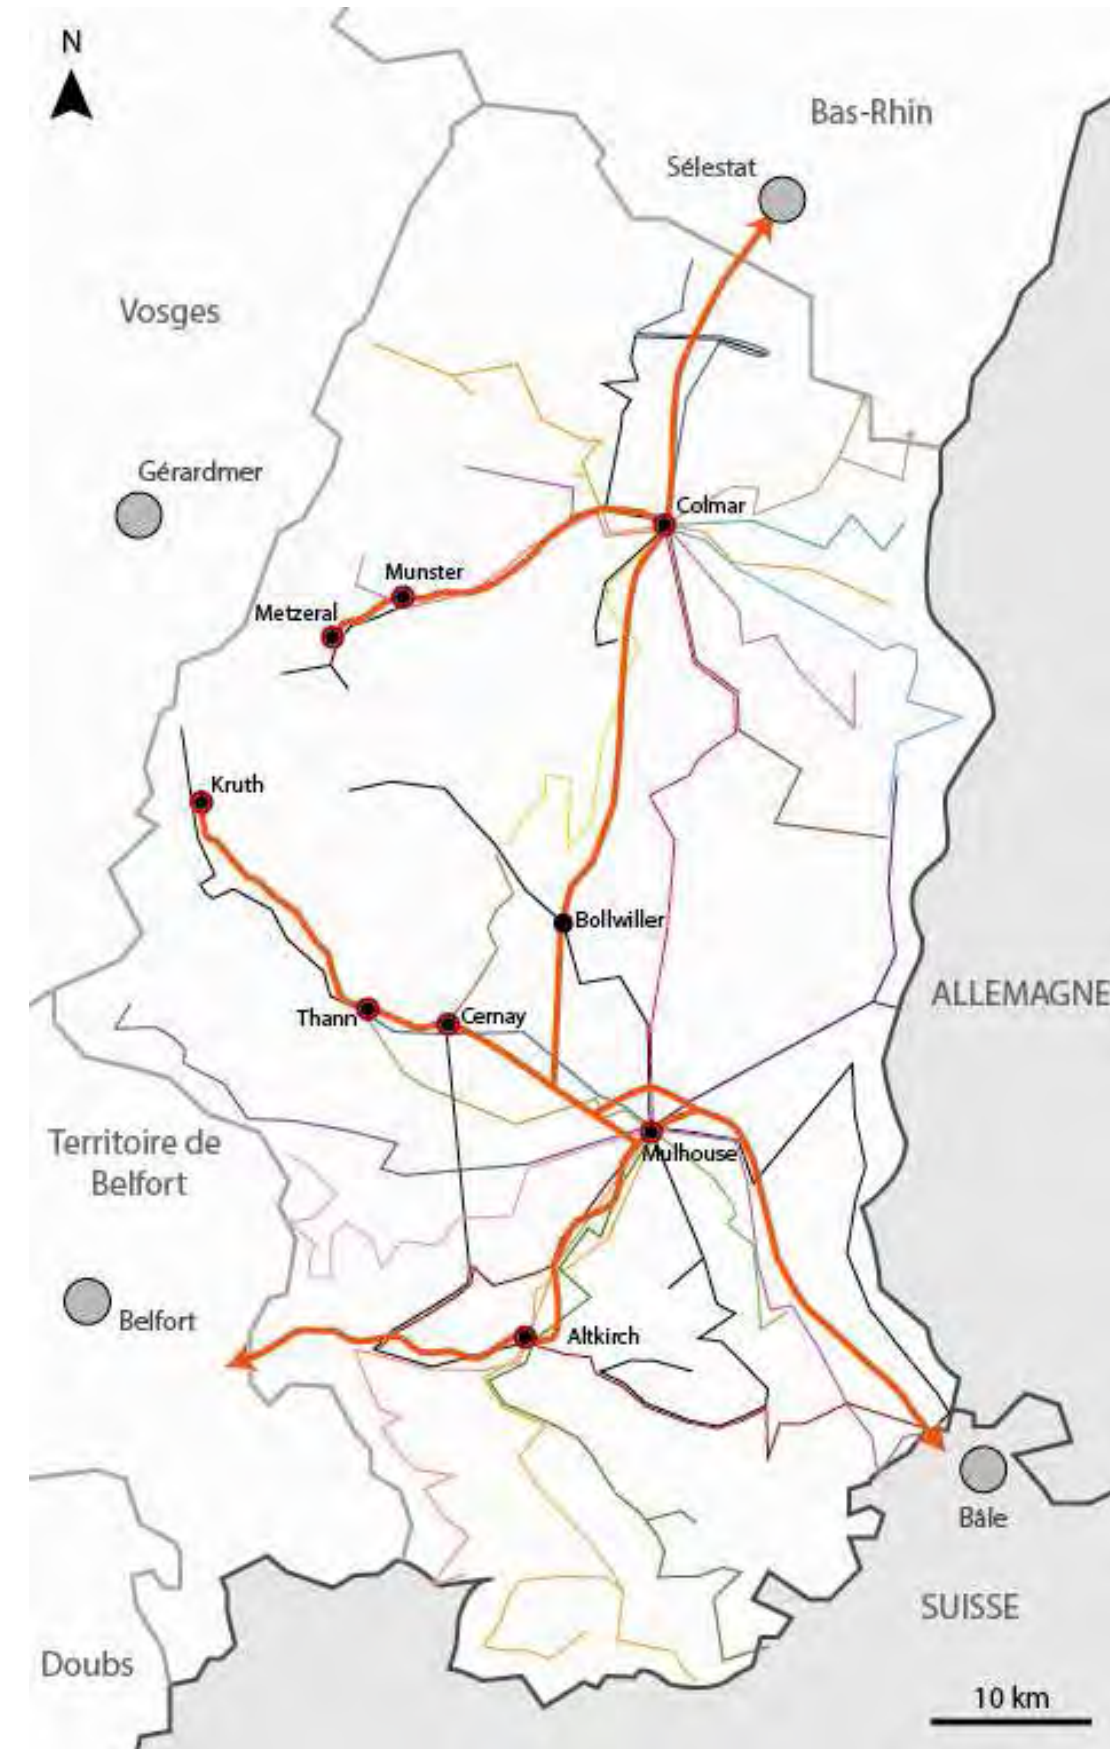 N
Bas-Rhin
Sélestat
Vosges
Gérardmer
Colmar
Munster
Metzeral
Kruth
Bollwiller
ALLEMAGNE
Thann
Cernay
Territoire de
Belfort
Mulhouse
Belfort
Altkirch
Bâle
SUISSE
Doubs
10 km